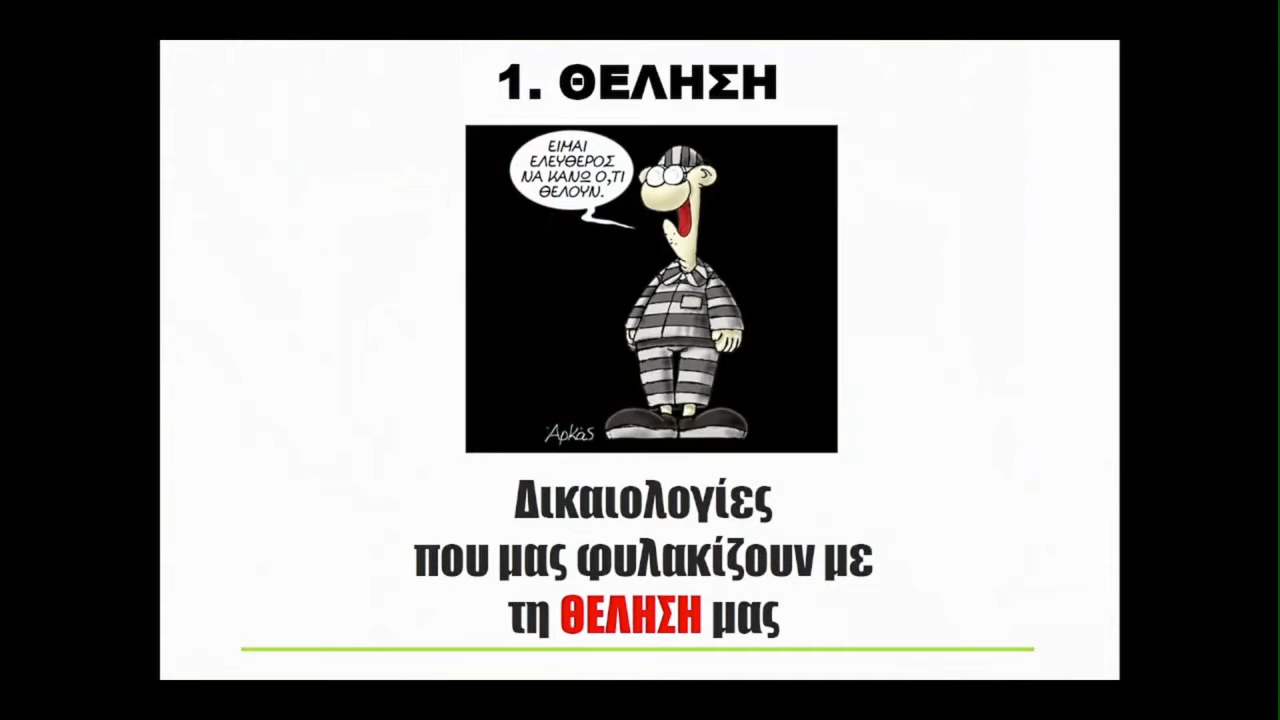 1. ΘΕΛΗΣΗ
ΕΙΜΑΙ
ΕΛΕΥΘΕΡΟΣ
ΝΑ ΚΑΝΩ Ο,ΤΙ
ΘΕΛΟΥΝ.
Αρκάς
Δικαιολογίες
που μας φυλακίζουν με
τη ΘΕΛΗΣΗ μας